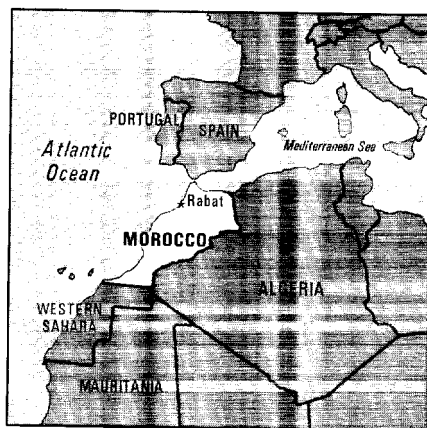 PORTUGAL
SPAIN
Atlantic
Ocean
Mediterranean Sea
Rabat
MOROCCO
ALGERIA
WESTERN
SAHARA
MAURITANIA